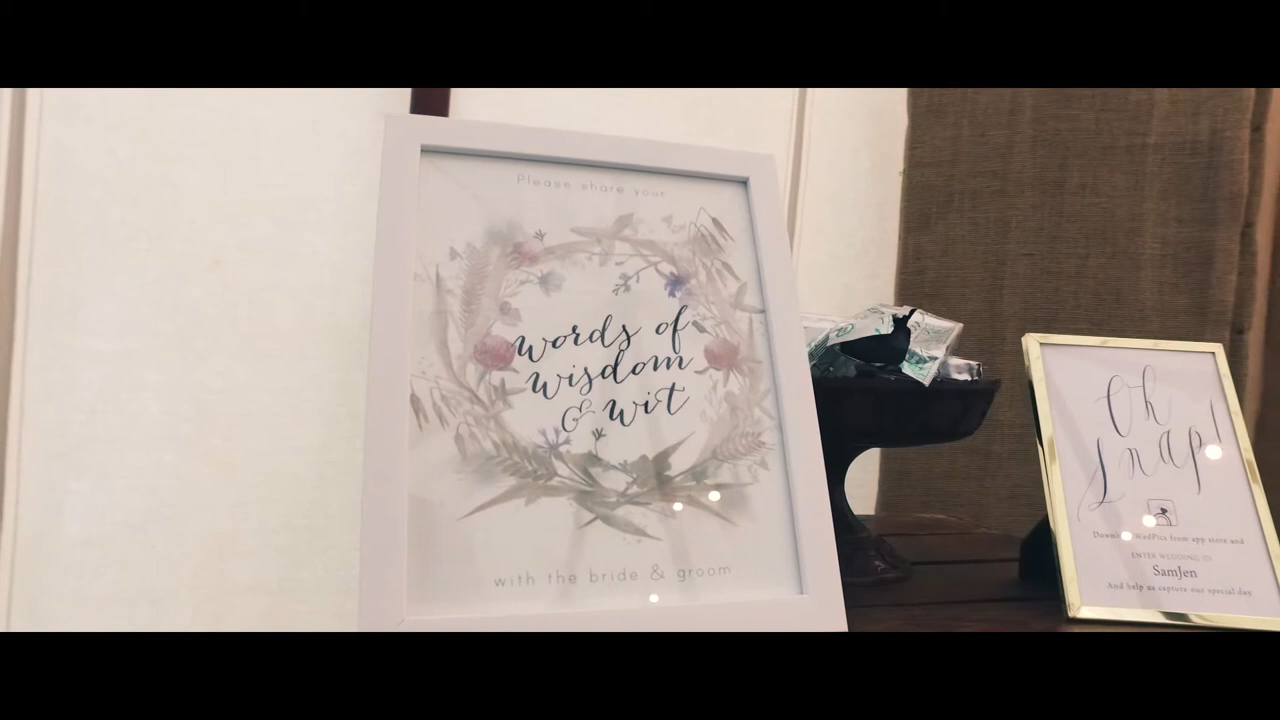 Please share your
words of
wisdom
& wit
with the bride & groom
Oh
Snap!
Download WedPics from app store and
ENTER WEDDING ID
SamJen
And help us capture our special day